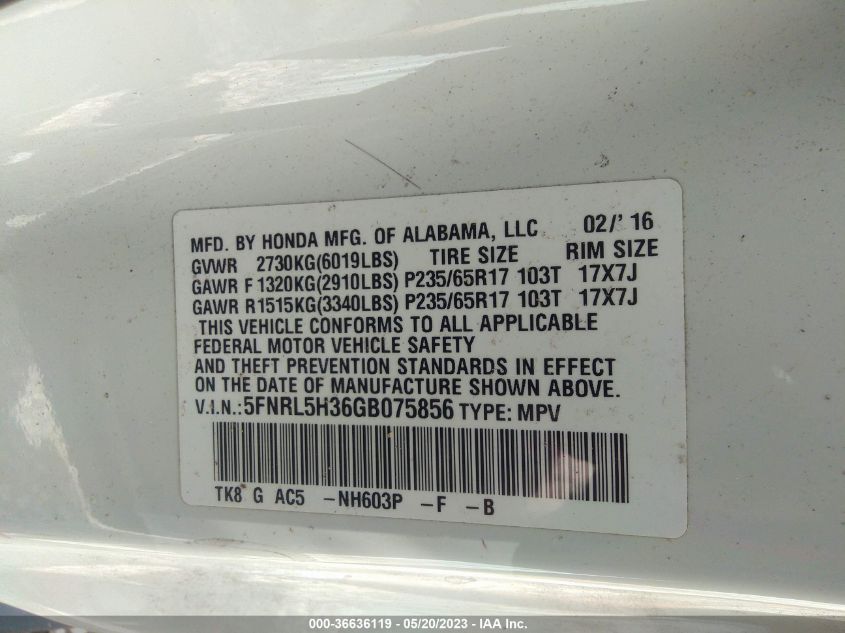 MFD. BY HONDA MFG. OF ALABAMA, LLC 02/' 16
GVWR 2730KG(6019LBS) TIRE SIZE RIM SIZE
GAWR F 1320KG(2910LBS) P235/65R17 103T 17X7J
GAWR R1515KG(3340LBS) P235/65R17 103T 17X7J
THIS VEHICLE CONFORMS TO ALL APPLICABLE
FEDERAL MOTOR VEHICLE SAFETY
AND THEFT PREVENTION STANDARDS IN EFFECT
ON THE DATE OF MANUFACTURE SHOWN ABOVE.
V.I.N.: 5FNRL5H36GB075856 TYPE: MPV
TK8 G AC5 -NH603P -F -B
000-36636119 - 05/20/2023 - IAA Inc.